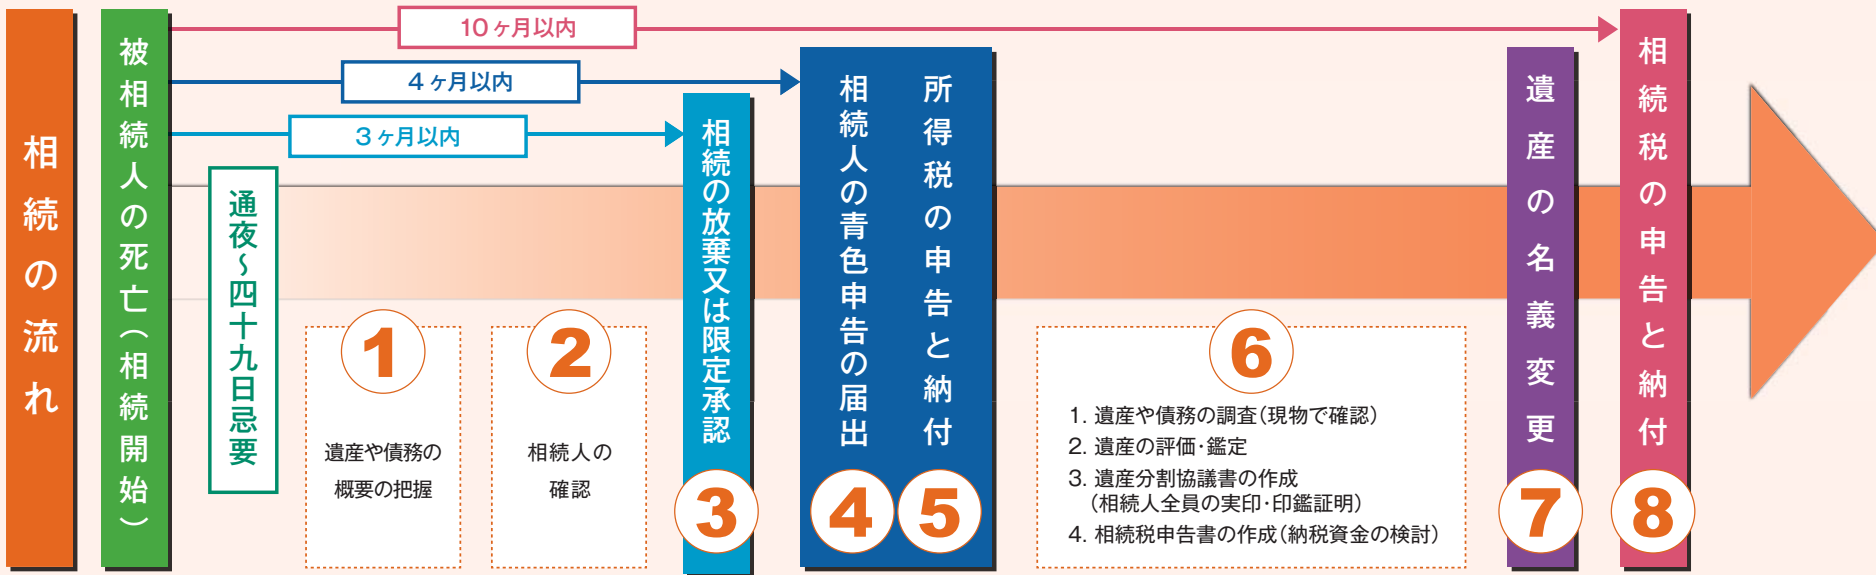 相続の流れ
被相続人の死亡（相続開始）
10ヶ月以内
4ヶ月以内
3ヶ月以内
通夜〜四十九日忌要
1
遺産や債務の
概要の把握
2
相続人の
確認
相続の放棄又は限定承認
3
相続人の青色申告の届出
4
所得税の申告と納付
5
6
1. 遺産や債務の調査（現物で確認）
2. 遺産の評価・鑑定
3. 遺産分割協議書の作成
（相続人全員の実印・印鑑証明）
4. 相続税申告書の作成（納税資金の検討）
遺産の名義変更
7
相続税の申告と納付
8